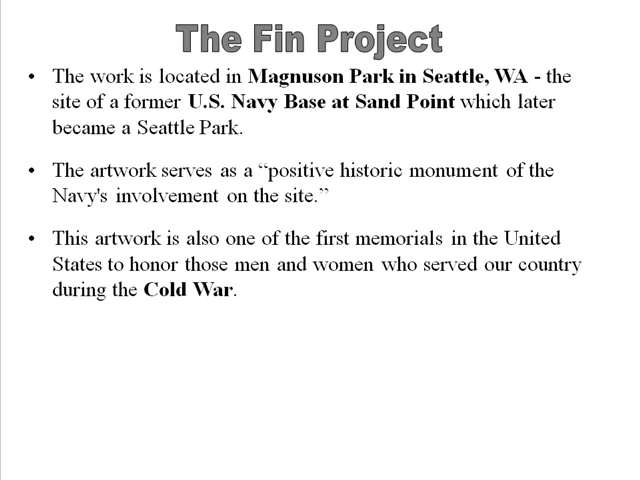 The Fin Project
• The work is located in Magnuson Park in Seattle, WA - the
site of a former U.S. Navy Base at Sand Point which later
became a Seattle Park.
• The artwork serves as a “positive historic monument of the
Navy's involvement on the site.”
• This artwork is also one of the first memorials in the United
States to honor those men and women who served our country
during the Cold War.